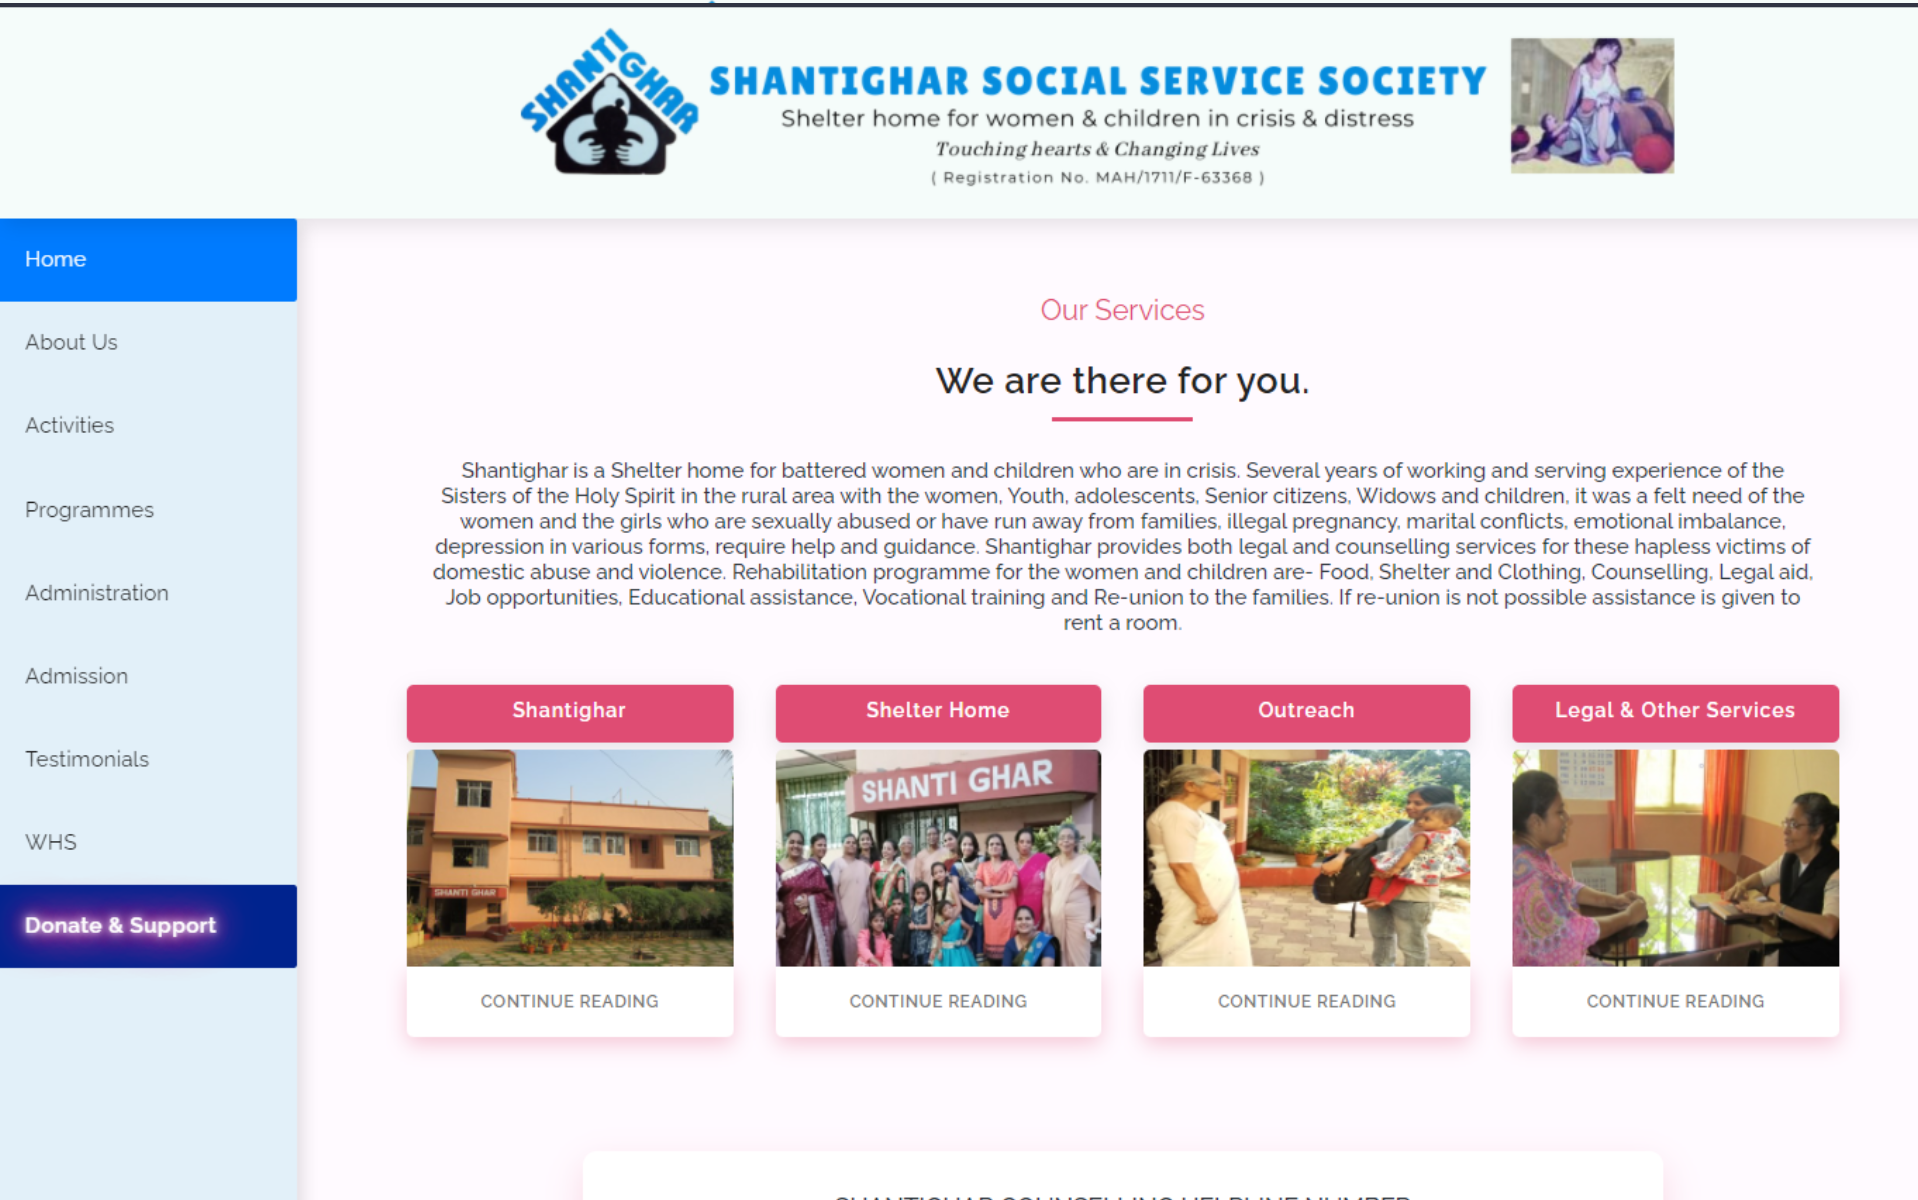 SHANTIGHAR
SHANTIGHAR SOCIAL SERVICE SOCIETY
Shelter home for women & children in crisis & distress
Touching hearts & Changing Lives
( Registration No. MAH/1711/F-63368 )
Home
About Us
Activities
Programmes
Administration
Admission
Testimonials
WHS
Donate & Support
Our Services
We are there for you.
Shantighar is a Shelter home for battered women and children who are in crisis. Several years of working and serving experience of the
Sisters of the Holy Spirit in the rural area with the women, Youth, adolescents, Senior citizens, Widows and children, it was a felt need of the
women and the girls who are sexually abused or have run away from families, illegal pregnancy, marital conflicts, emotional imbalance,
depression in various forms, require help and guidance. Shantighar provides both legal and counselling services for these hapless victims of
domestic abuse and violence. Rehabilitation programme for the women and children are- Food, Shelter and Clothing, Counselling, Legal aid,
Job opportunities, Educational assistance, Vocational training and Re-union to the families. If re-union is not possible assistance is given to
rent a room.
Shantighar
SHANTI GHAR
CONTINUE READING
Shelter Home
SHANTI GHAR
CONTINUE READING
Outreach
CONTINUE READING
Legal & Other Services
CONTINUE READING
SHANTIGHAR COUNSELLING HELPLINE NUMBER